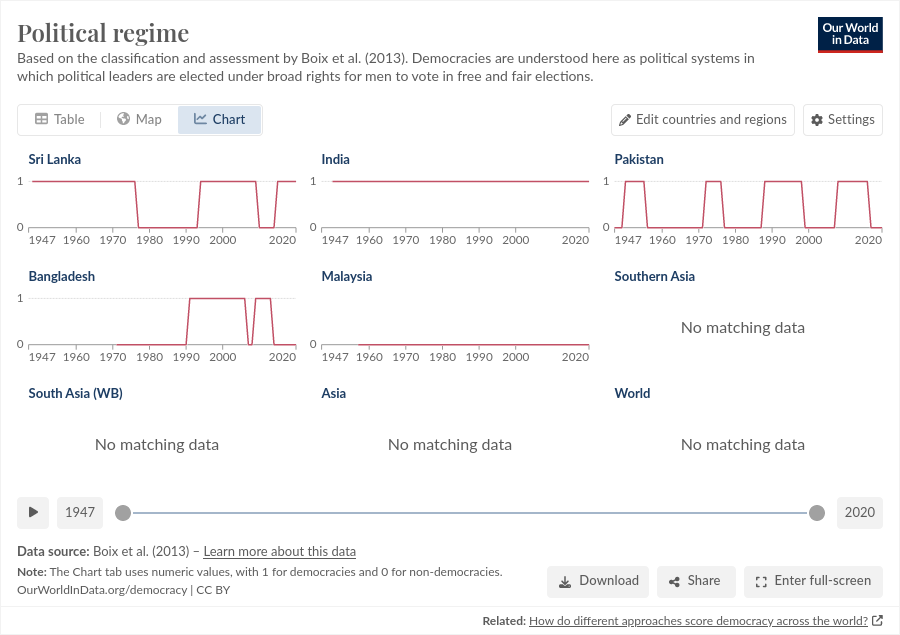 Political regime
Our World
in Data
Based on the classification and assessment by Boix et al. (2013). Democracies are understood here as political systems in
which political leaders are elected under broad rights for men to vote in free and fair elections.
Table
Map
Chart
Edit countries and regions
Settings
Sri Lanka
1
0
1947 1960 1970 1980 1990 2000 2020
India
1
0
1947 1960 1970 1980 1990 2000 2020
Pakistan
1
0
1947 1960 1970 1980 1990 2000 2020
Bangladesh
1
0
1947 1960 1970 1980 1990 2000 2020
Malaysia
0
1947 1960 1970 1980 1990 2000 2020
Southern Asia
No matching data
South Asia (WB)
No matching data
Asia
No matching data
World
No matching data
1947
2020
Data source: Boix et al. (2013) – Learn more about this data
Note: The Chart tab uses numeric values, with 1 for democracies and 0 for non-democracies.
OurWorldInData.org/democracy | CC BY
Download
Share
Enter full-screen
Related: How do different approaches score democracy across the world?